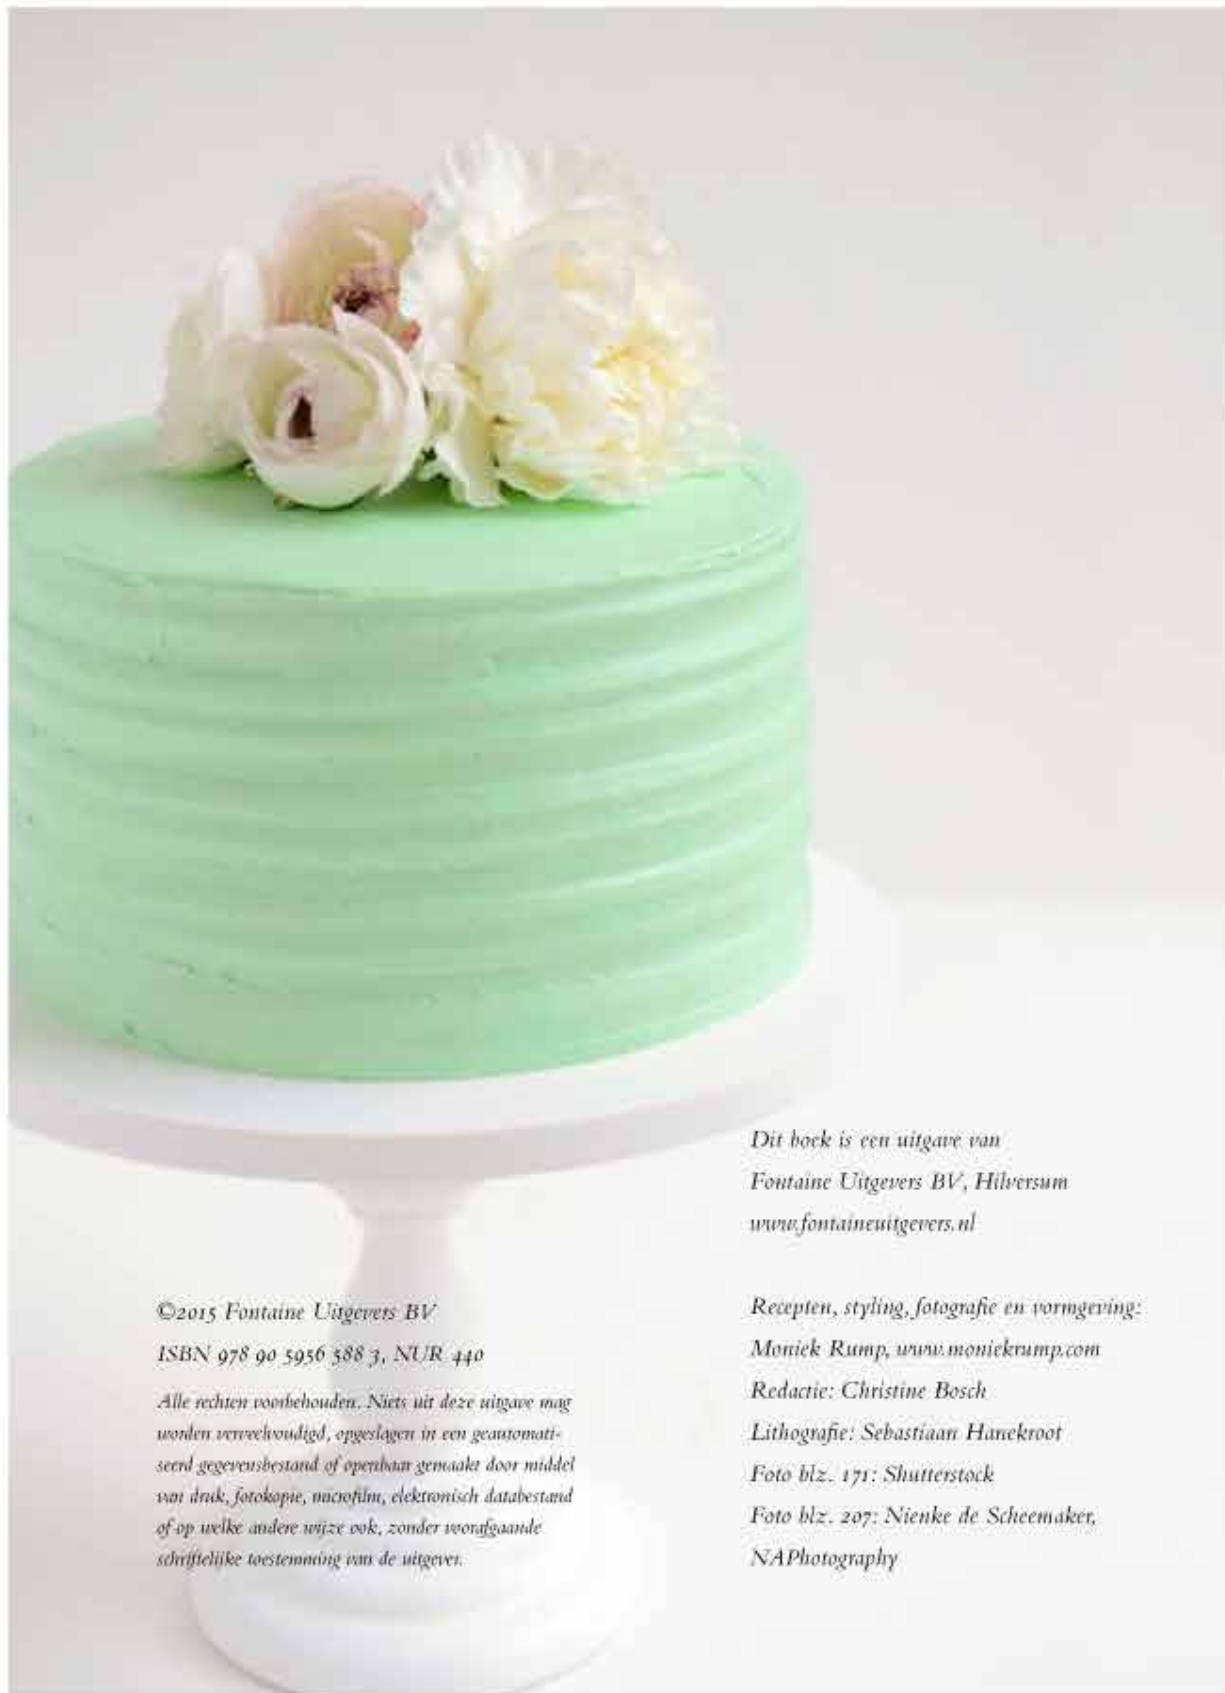 Dit boek is een uitgave van
Fontaine Uitgevers BV, Hilversum
www.fontaineuitgevers.nl
©2015 Fontaine Uitgevers BV
ISBN 978 90 5956 588 3, NUR 440
Alle rechten voorbehouden. Niets uit deze uitgave mag
worden verveelvoudigd, opgeslagen in een geautomati-
seerd gegevensbestand of openbaar gemaakt door middel
van druk, fotokopie, microfilm, elektronisch databestand
of op welke andere wijze ook, zonder voorafgaande
schriftelijke toestemming van de uitgever.
Recepten, styling, fotografie en vormgeving:
Moniek Rump, www.moniekrump.com
Redactie: Christine Bosch
Lithografie: Sebastiaan Hanekroot
Foto blz. 171: Shutterstock
Foto blz. 207: Nienke de Scheemaker,
NAPhotography